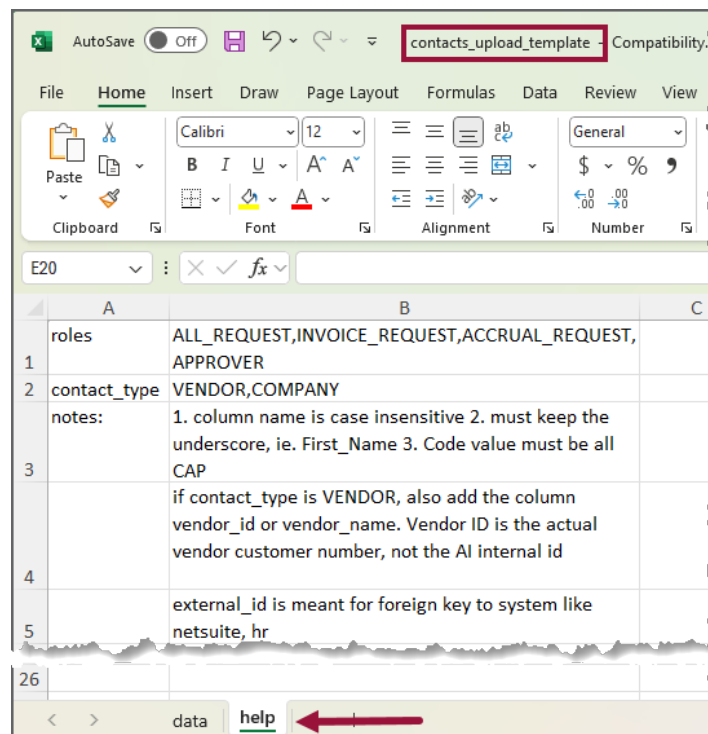 AutoSave Off contacts_upload_template - Compatibility
File Home Insert Draw Page Layout Formulas Data Review View
Paste
Calibri 12
General
B I U A A ab
$ % 9
A
.00 .00
Clipboard Font Alignment Number
E20 fx
A B C
1 roles ALL_REQUEST,INVOICE_REQUEST,ACCRUAL_REQUEST,
APPROVER
2 contact_type VENDOR,COMPANY
3 notes: 1. column name is case insensitive 2. must keep the
underscore, ie. First_Name 3. Code value must be all
CAP
4 if contact_type is VENDOR, also add the column
vendor_id or vendor_name. Vendor ID is the actual
vendor customer number, not the AI internal id
5 external_id is meant for foreign key to system like
netsuite, hr
26
data help